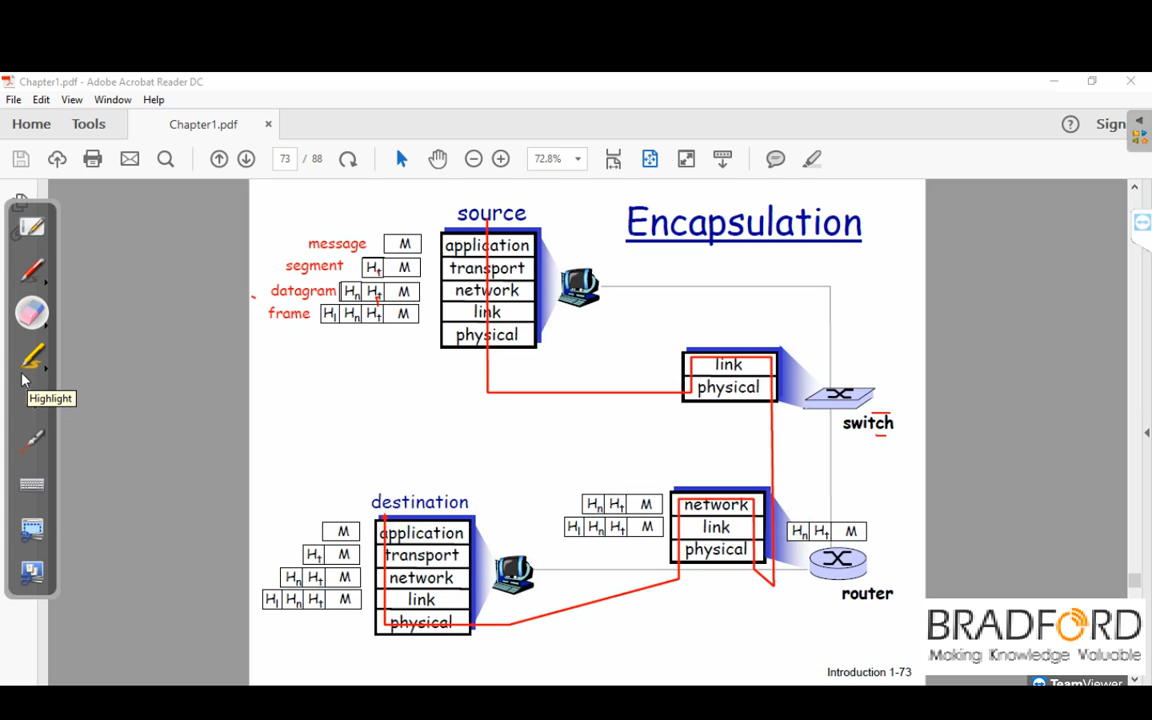 Chapter1.pdf - Adobe Acrobat Reader DC
File Edit View Window Help
Home Tools Chapter1.pdf × ? Sign
73 / 88 72.8%
source
Encapsulation
message M
segment Ht M
datagram Hn Ht M
frame Hl Hn Ht M
application
transport
network
link
physical
link
physical
switch
Highlight
destination
M
Ht M
Hn Ht M
Hl Hn Ht M
application
transport
network
link
physical
Hn Ht M
Hl Hn Ht M
network
link
physical
Hn Ht M
router
BRADFORD
Making Knowledge Valuable
Introduction 1-73
TeamViewer